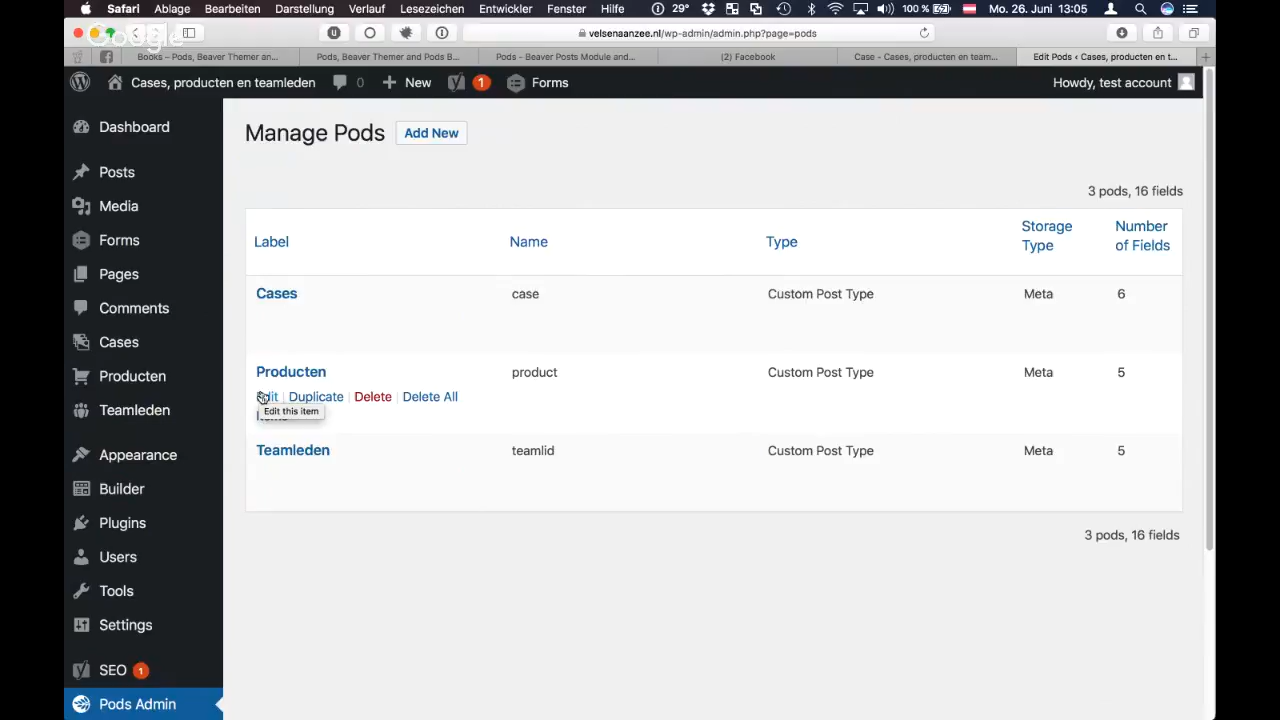 Safari Ablage Bearbeiten Darstellung Verlauf Lesezeichen Entwickler Fenster Hilfe 29° 100 % Mo. 26. Juni 13:05
Google
velsenaanzee.nl/wp-admin/admin.php?page=pods
Books – Pods, Beaver Themer an... Pods, Beaver Themer and Pods B... Pods - Beaver Posts Module and... (2) Facebook Case - Cases, producten en team... Edit Pods ‹ Cases, producten en t...
Cases, producten en teamleden 0 New 1 Forms Howdy, test account
Dashboard
Posts
Media
Forms
Pages
Comments
Cases
Producten
Teamleden
Appearance
Builder
Plugins
Users
Tools
Settings
SEO 1
Pods Admin
Manage Pods Add New
3 pods, 16 fields
Label Name Type Storage Type Number of Fields
Cases case Custom Post Type Meta 6
Producten product Custom Post Type Meta 5
Edit | Duplicate | Delete | Delete All
Items
Edit this item
Teamleden teamlid Custom Post Type Meta 5
3 pods, 16 fields